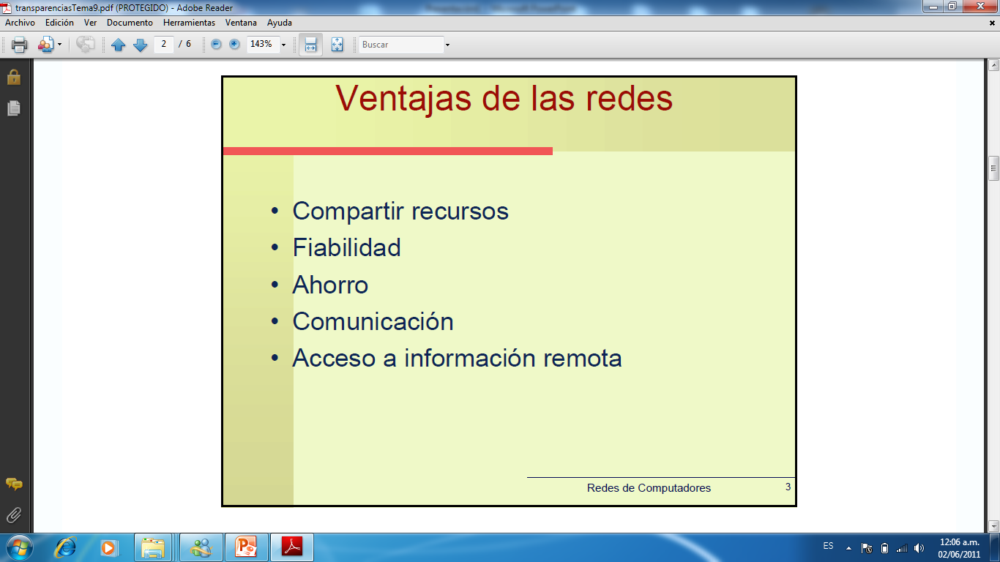 transparenciasTema9.pdf (PROTEGIDO) - Adobe Reader
Archivo Edición Ver Documento Herramientas Ventana Ayuda
2 / 6 143% Buscar
Ventajas de las redes
• Compartir recursos
• Fiabilidad
• Ahorro
• Comunicación
• Acceso a información remota
Redes de Computadores 3
ES 12:06 a.m.
02/06/2011